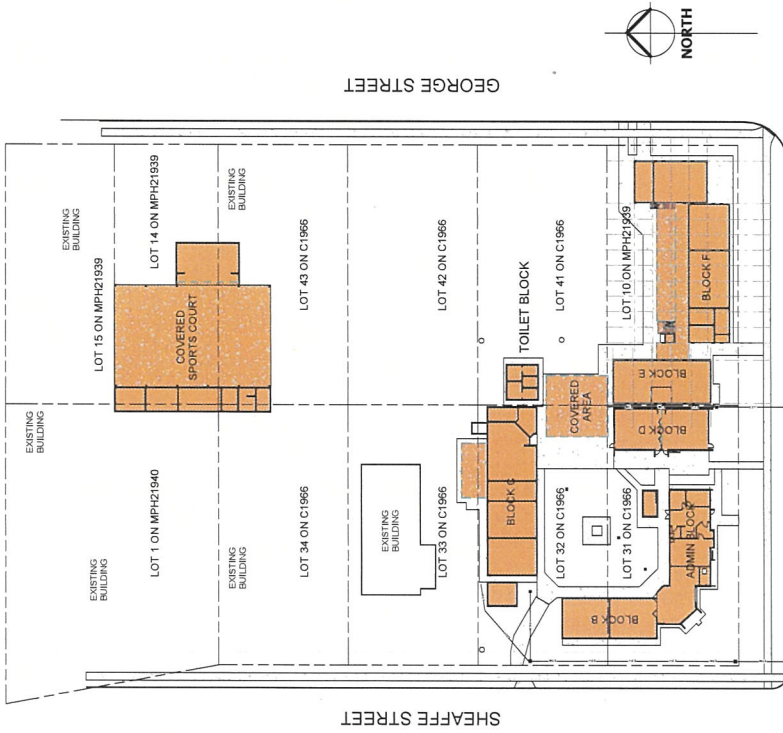 GEORGE STREET
NORTH
EXISTING
BUILDING
LOT 15 ON MPH21939
LOT 14 ON MPH21939
EXISTING
BUILDING
COVERED
SPORTS COURT
EXISTING
BUILDING
EXISTING
BUILDING
LOT 1 ON MPH21940
EXISTING
BUILDING
LOT 43 ON C1966
LOT 34 ON C1966
LOT 42 ON C1966
EXISTING
BUILDING
LOT 33 ON C1966
TOILET BLOCK
LOT 41 ON C1966
BLOCK C
COVERED
AREA
LOT 32 ON C1966
LOT 10 ON MPH21939
LOT 31 ON C1966
BLOCK F
BLOCK E
BLOCK D
ADMIN BLOCK
BLOCK B
SHEAFFE STREET